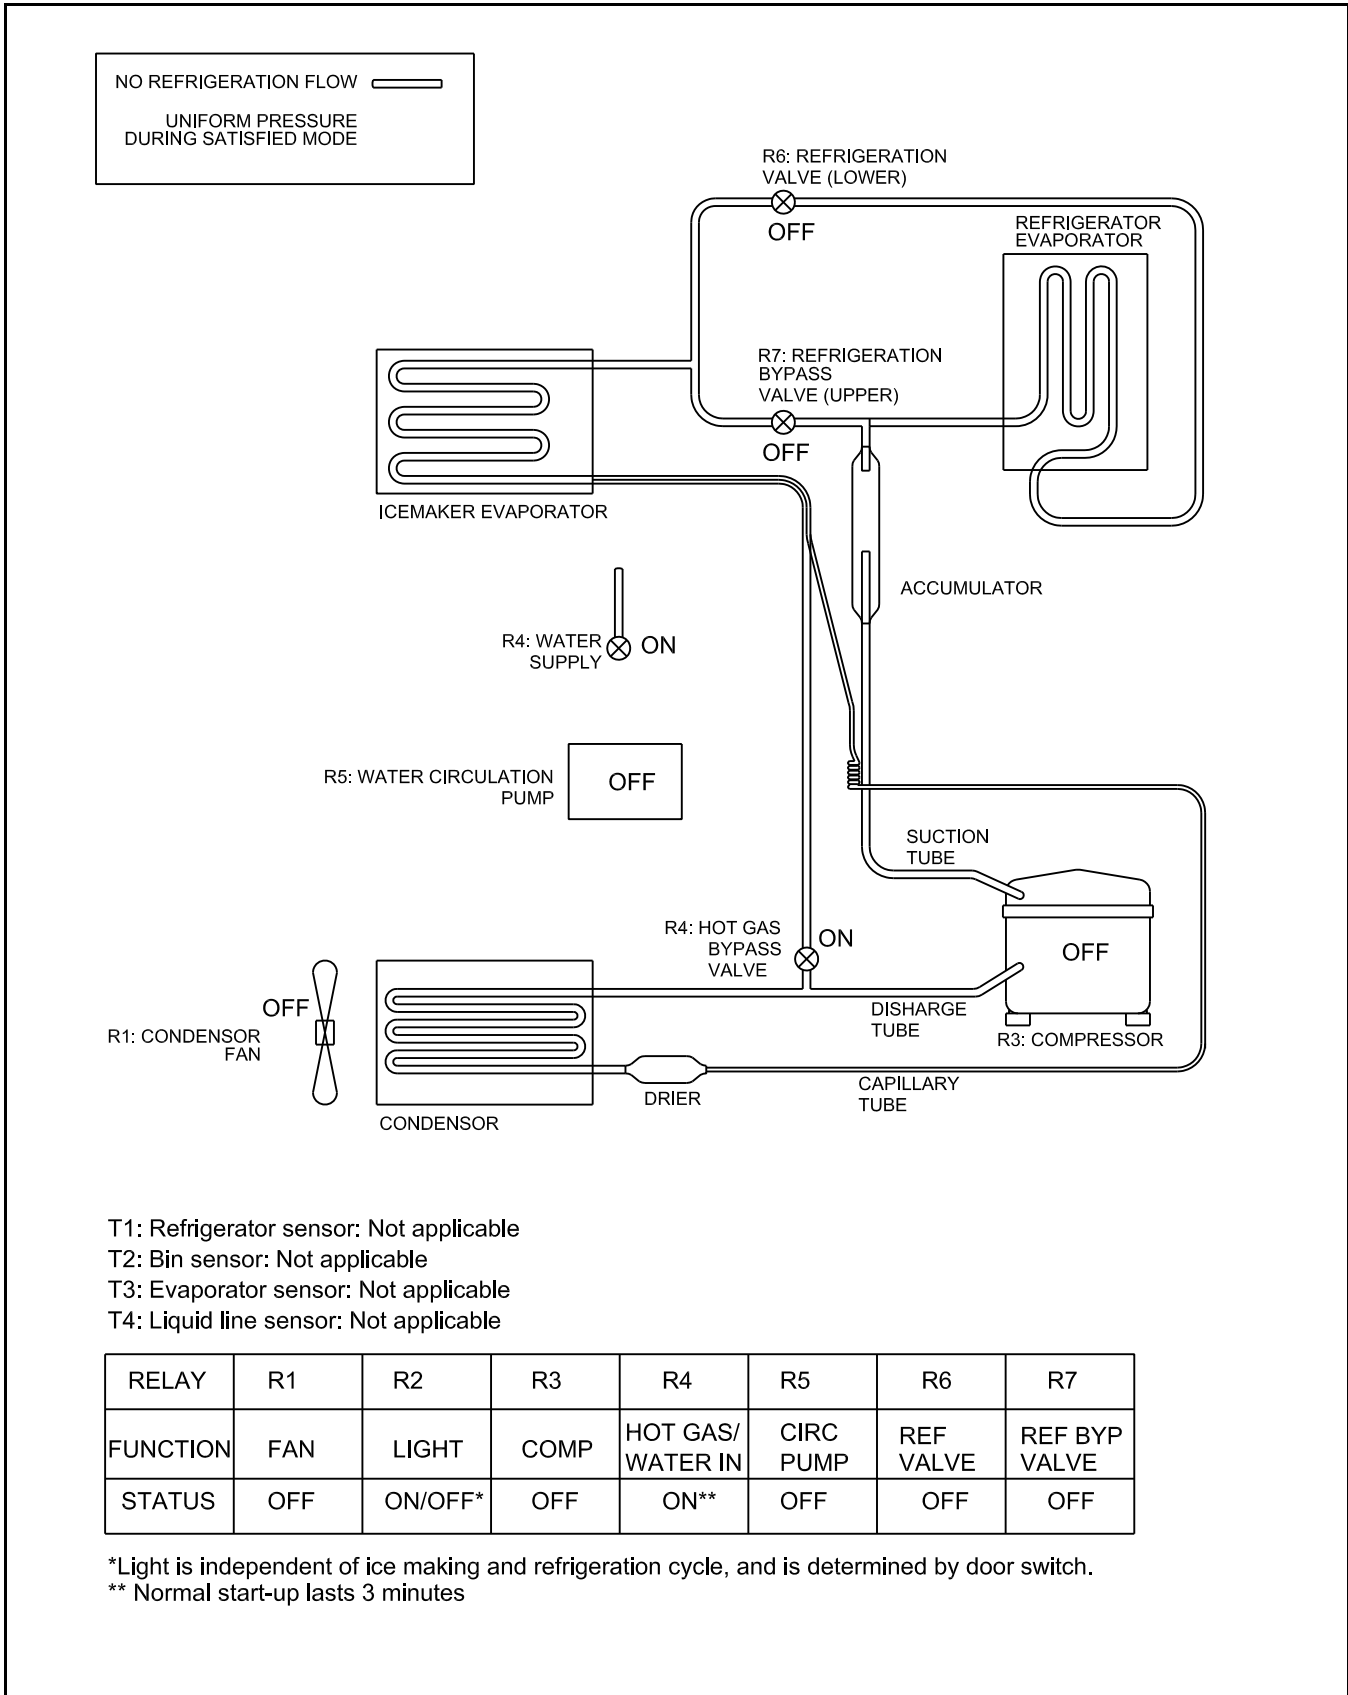 NO REFRIGERATION FLOW
UNIFORM PRESSURE
DURING SATISFIED MODE
R6: REFRIGERATION
VALVE (LOWER)
OFF
REFRIGERATOR
EVAPORATOR
R7: REFRIGERATION
BYPASS
VALVE (UPPER)
OFF
ICEMAKER EVAPORATOR
ACCUMULATOR
R4: WATER
SUPPLY
ON
R5: WATER CIRCULATION
PUMP
OFF
SUCTION
TUBE
R4: HOT GAS
BYPASS
VALVE
ON
OFF
DISHARGE
TUBE
R3: COMPRESSOR
OFF
R1: CONDENSOR
FAN
DRIER
CAPILLARY
TUBE
CONDENSOR
T1: Refrigerator sensor: Not applicable
T2: Bin sensor: Not applicable
T3: Evaporator sensor: Not applicable
T4: Liquid line sensor: Not applicable
RELAY R1 R2 R3 R4 R5 R6 R7
FUNCTION FAN LIGHT COMP HOT GAS/ WATER IN CIRC PUMP REF VALVE REF BYP VALVE
STATUS OFF ON/OFF* OFF ON** OFF OFF OFF
*Light is independent of ice making and refrigeration cycle, and is determined by door switch.
** Normal start-up lasts 3 minutes